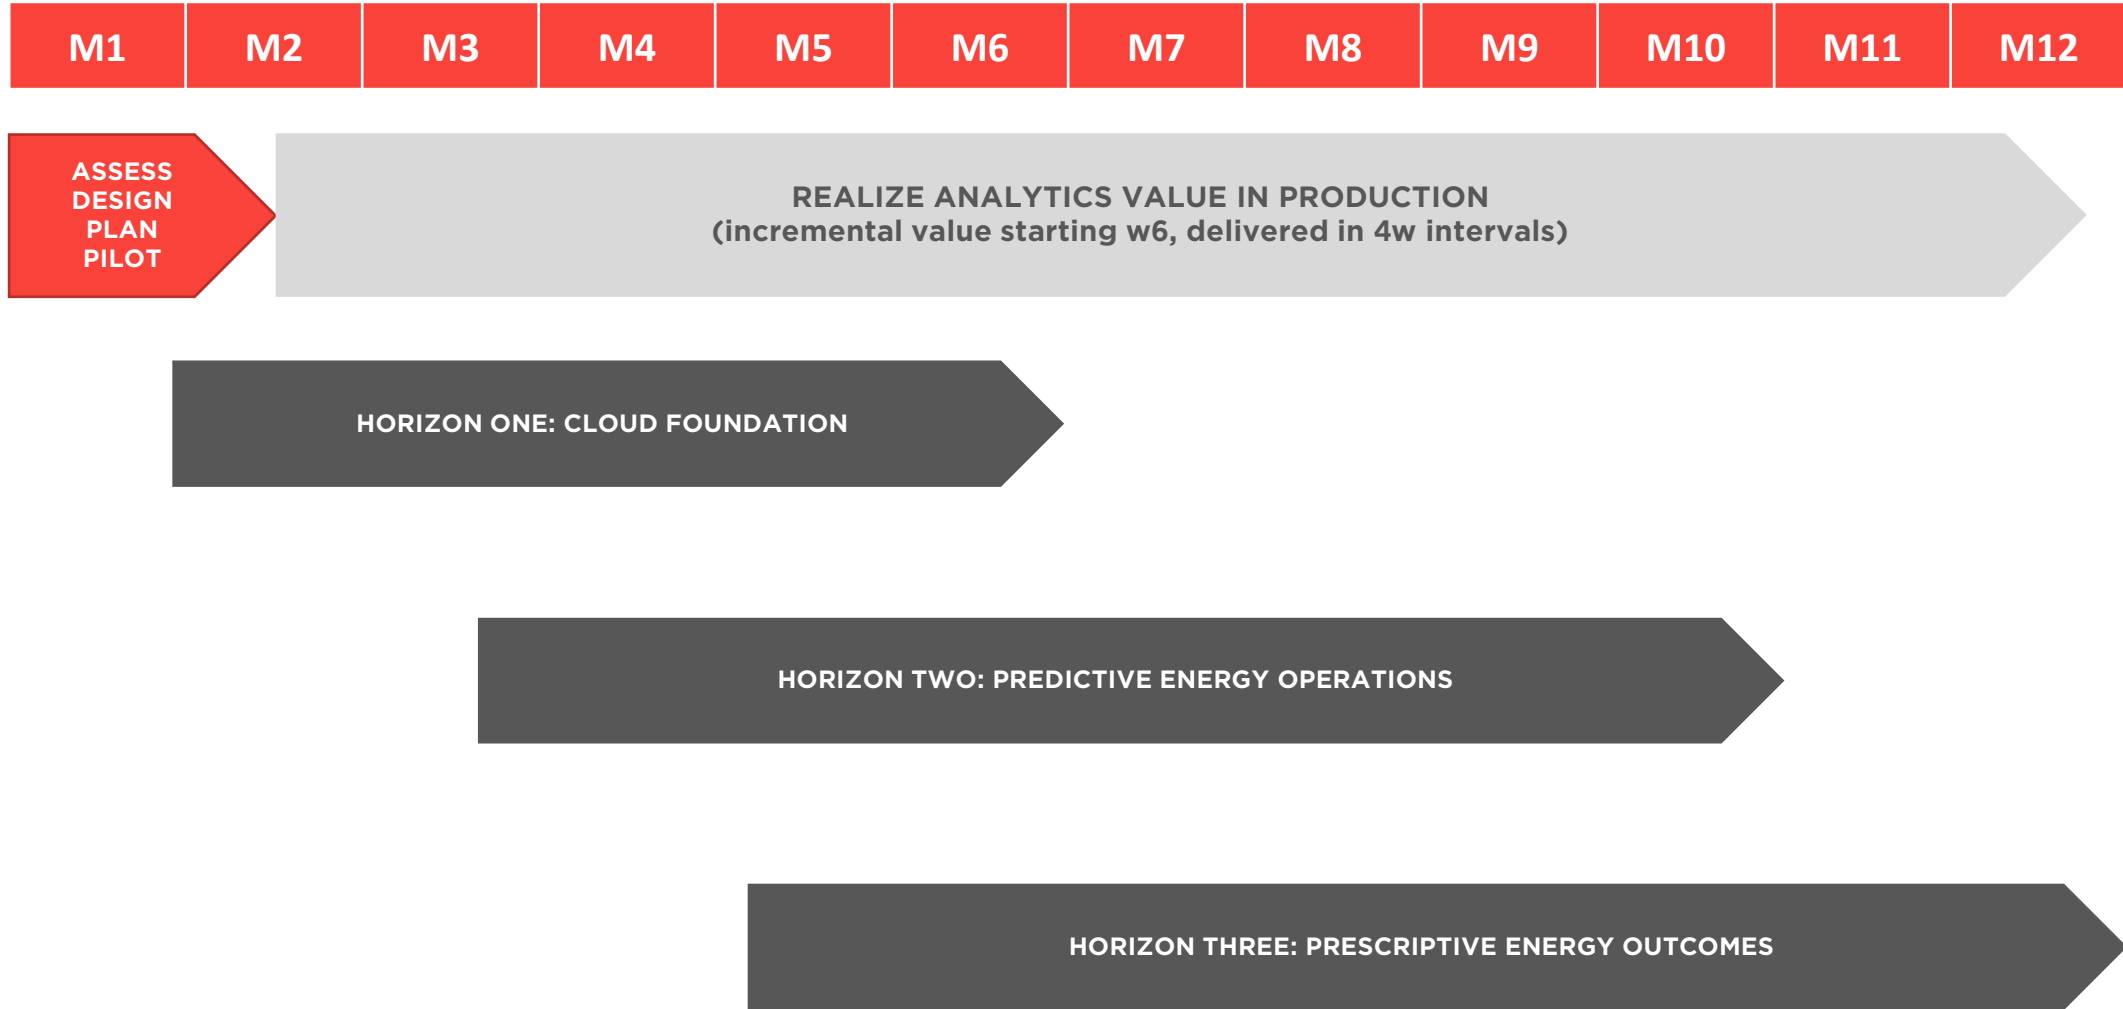 M1 M2 M3 M4 M5 M6 M7 M8 M9 M10 M11 M12
ASSESS
DESIGN
PLAN
PILOT
REALIZE ANALYTICS VALUE IN PRODUCTION
(incremental value starting w6, delivered in 4w intervals)
HORIZON ONE: CLOUD FOUNDATION
HORIZON TWO: PREDICTIVE ENERGY OPERATIONS
HORIZON THREE: PRESCRIPTIVE ENERGY OUTCOMES